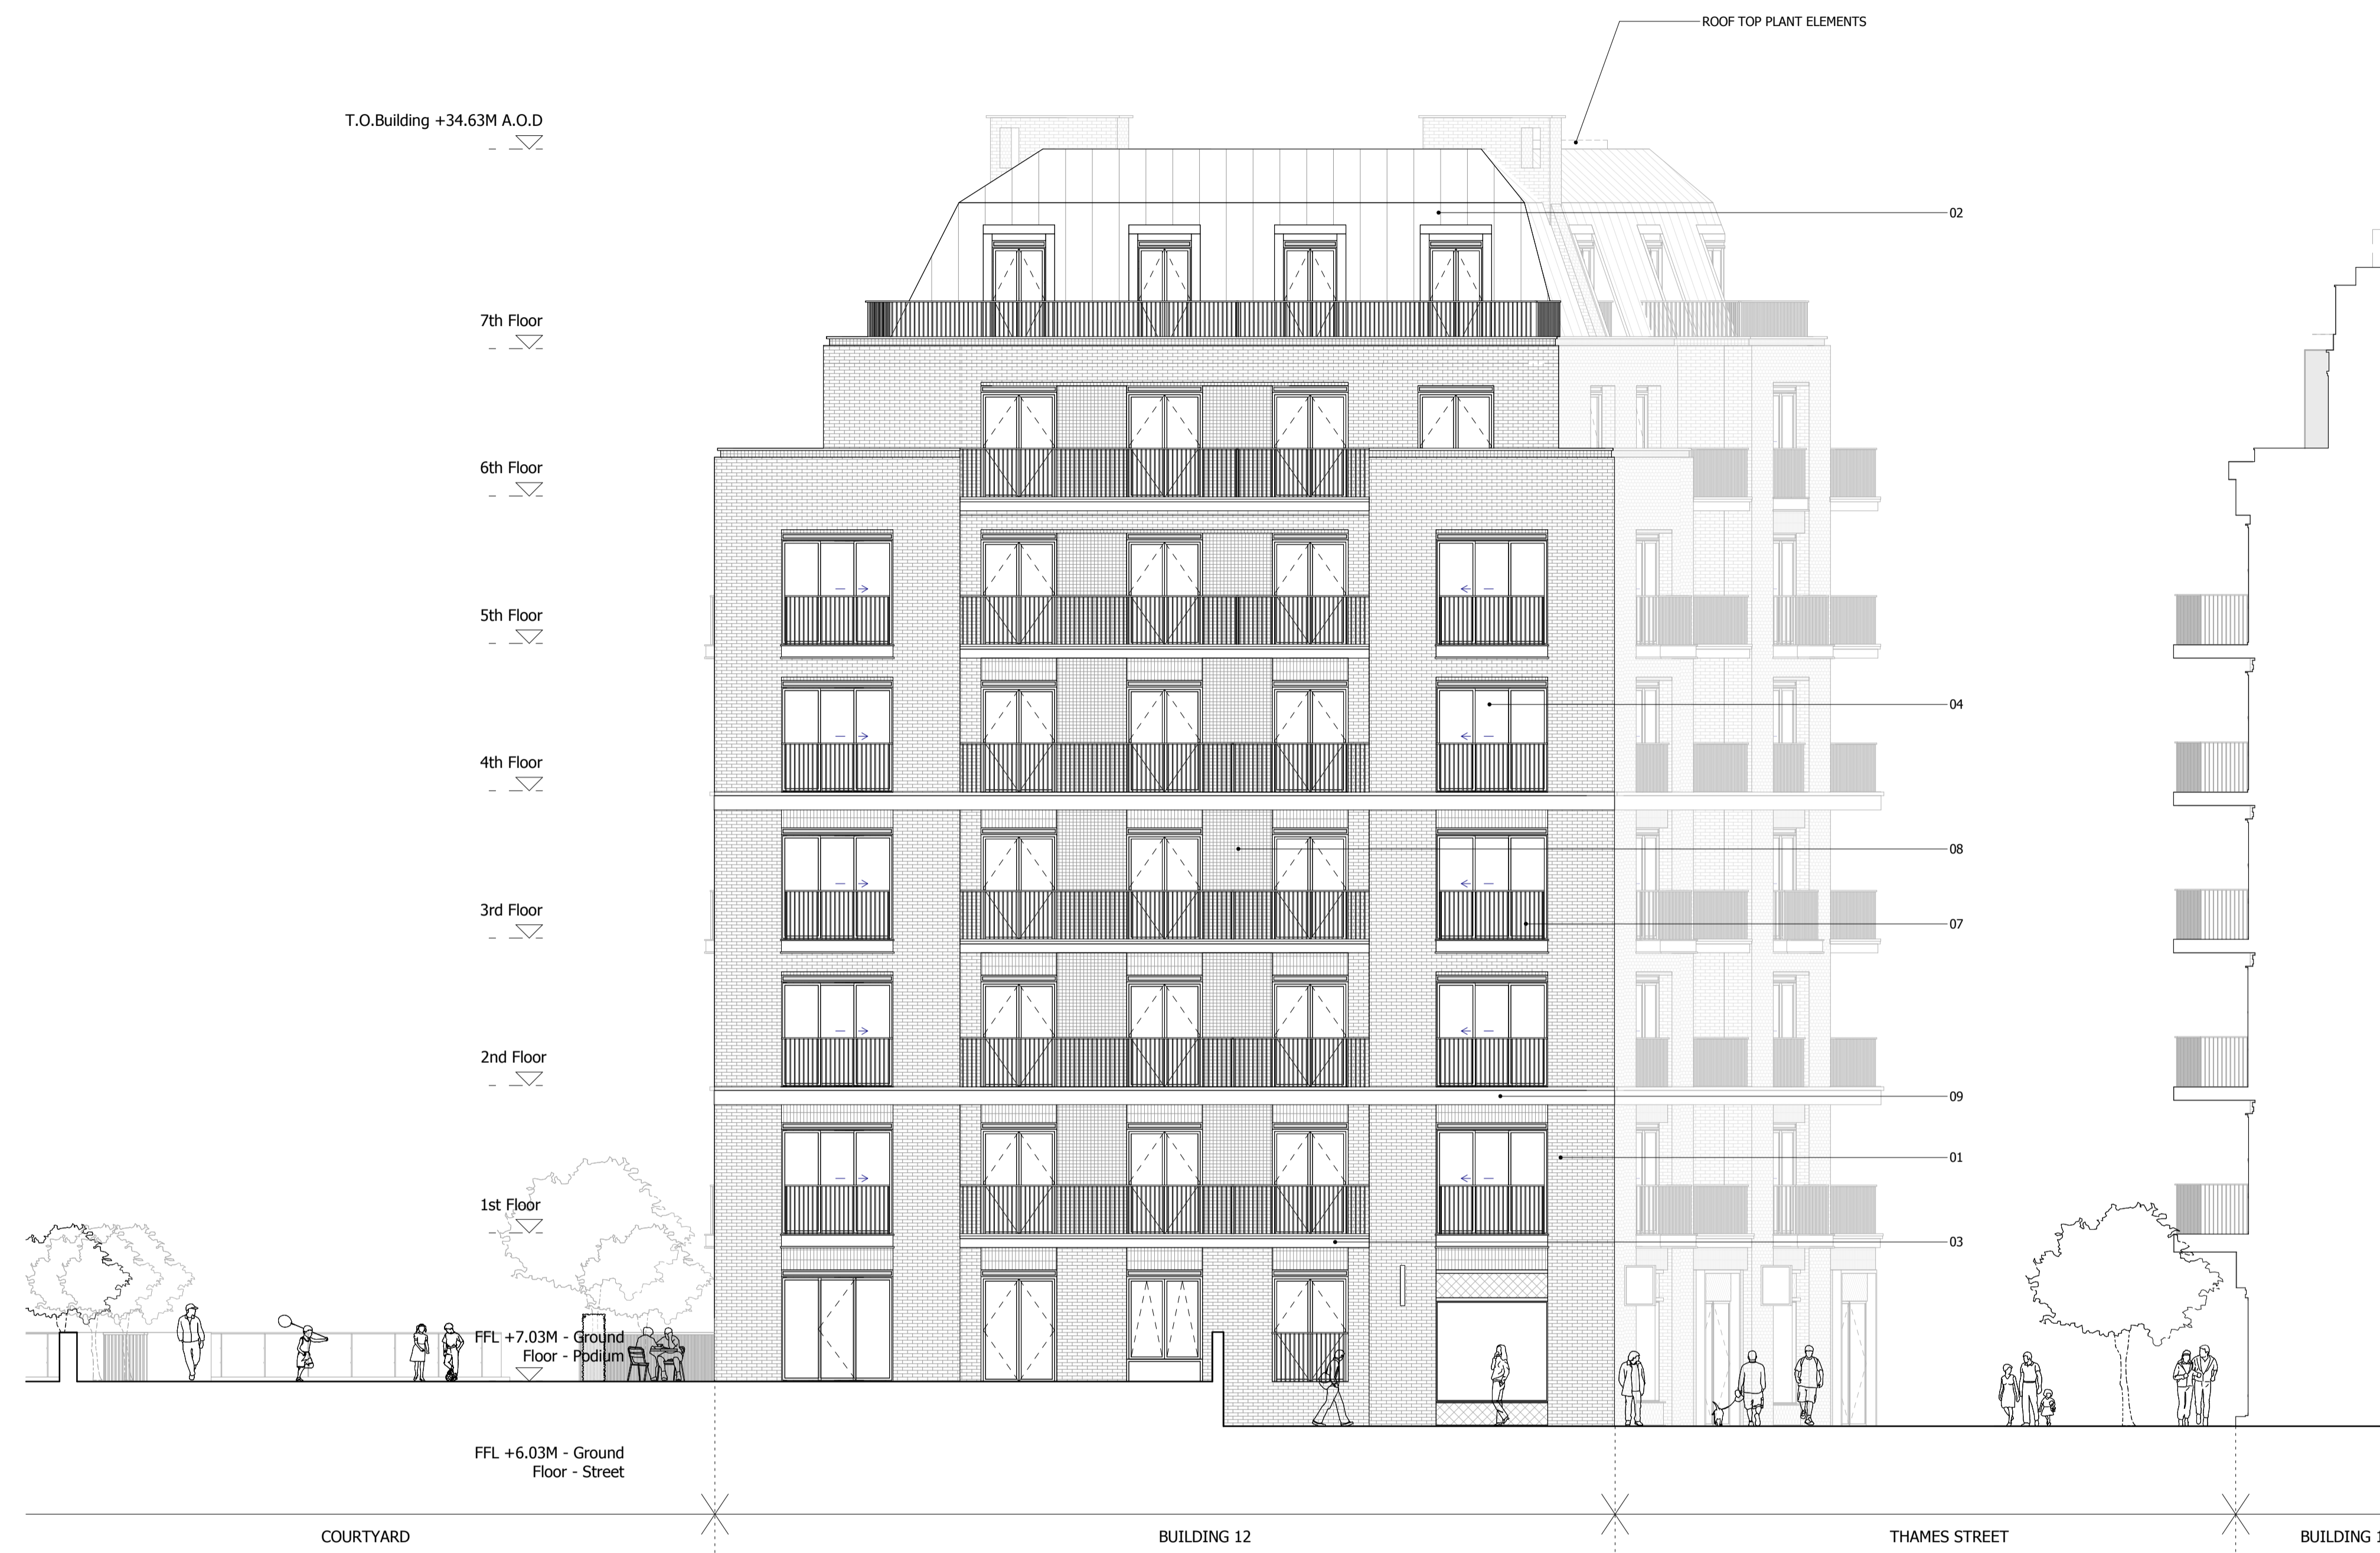 ROOF TOP PLANT ELEMENTS
T.O.Building +34.63M A.O.D
02
7th Floor
6th Floor
5th Floor
04
4th Floor
08
3rd Floor
07
2nd Floor
09
01
1st Floor
03
FFL +7.03M - Ground
Floor - Podium
FFL +6.03M - Ground
Floor - Street
COURTYARD
BUILDING 12
THAMES STREET
BUILDING